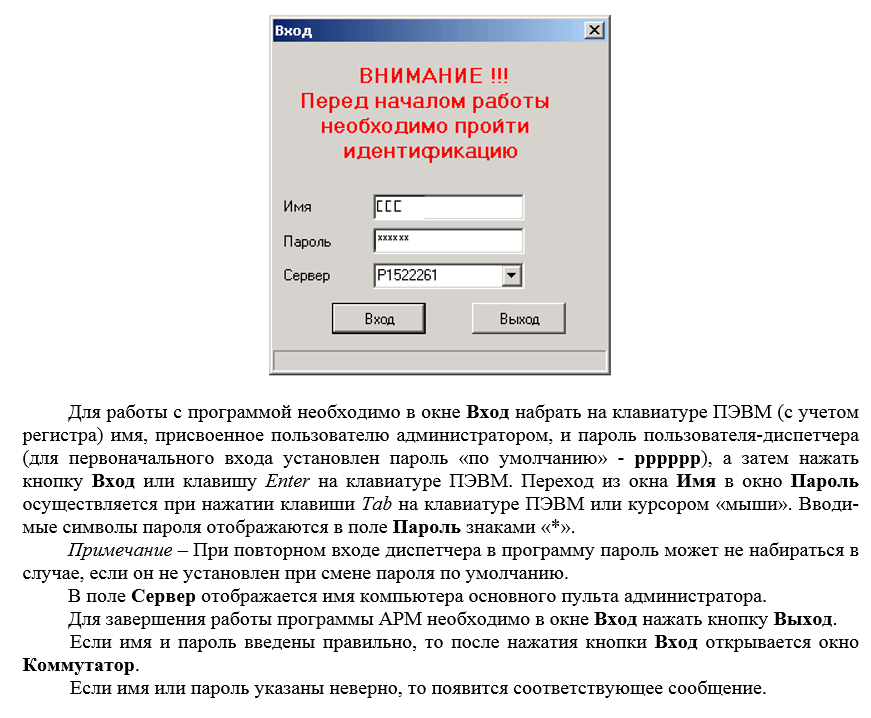 Вход
ВНИМАНИЕ !!!
Перед началом работы
необходимо пройти
идентификацию
Имя
ССС
Пароль
xxxxxx
Сервер
P1522261
Вход
Выход
Для работы с программой необходимо в окне Вход набрать на клавиатуре ПЭВМ (с учетом
регистра) имя, присвоенное пользователю администратором, и пароль пользователя-диспетчера
(для первоначального входа установлен пароль «по умолчанию» - pppppp), а затем нажать
кнопку Вход или клавишу Enter на клавиатуре ПЭВМ. Переход из окна Имя в окно Пароль
осуществляется при нажатии клавиши Tab на клавиатуре ПЭВМ или курсором «мыши». Вводи-
мые символы пароля отображаются в поле Пароль знаками «*».
Примечание – При повторном входе диспетчера в программу пароль может не набираться в
случае, если он не установлен при смене пароля по умолчанию.
В поле Сервер отображается имя компьютера основного пульта администратора.
Для завершения работы программы АРМ необходимо в окне Вход нажать кнопку Выход.
Если имя и пароль введены правильно, то после нажатия кнопки Вход открывается окно
Коммутатор.
Если имя или пароль указаны неверно, то появится соответствующее сообщение.